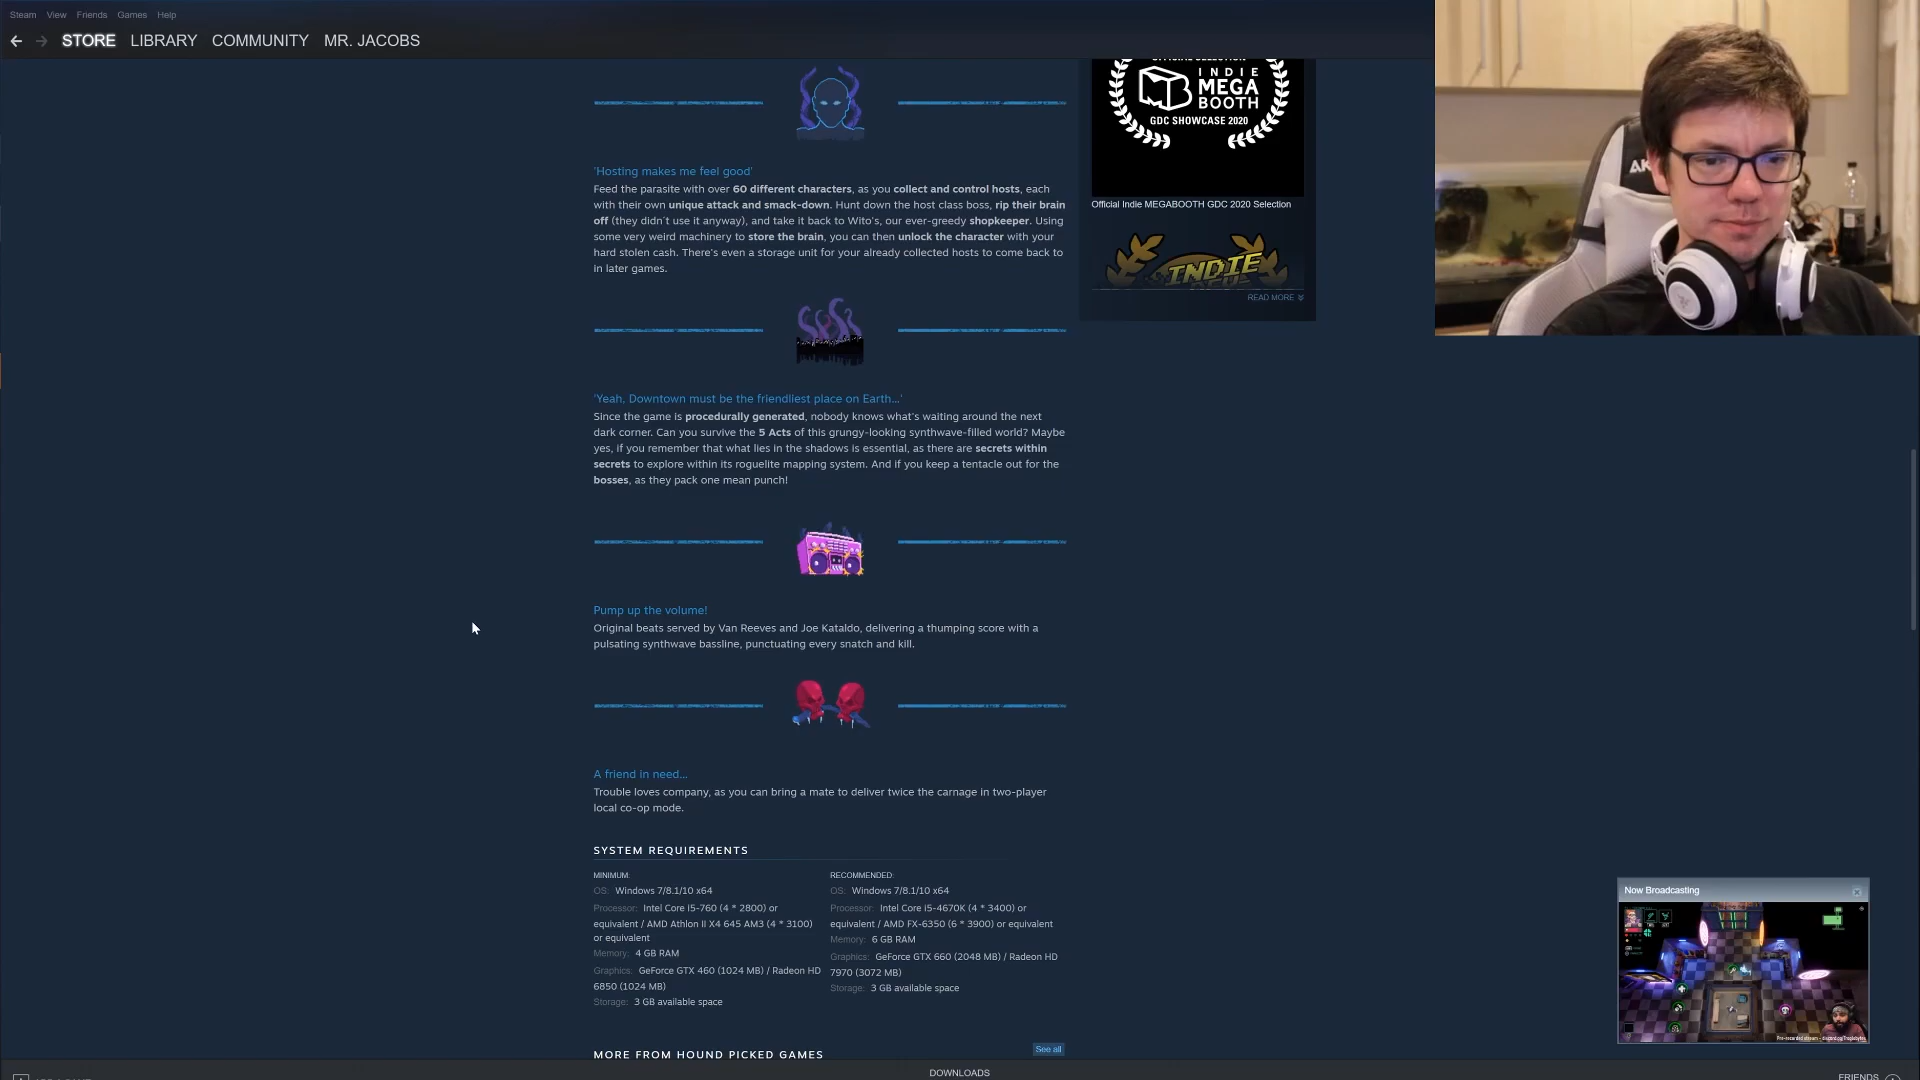 Steam View Friends Games Help
STORE LIBRARY COMMUNITY MR. JACOBS
INDIE
MEGA
BOOTH
GDC SHOWCASE 2020
Official Indie MEGABOOTH GDC 2020 Selection
INDIE
READ MORE
'Hosting makes me feel good'
Feed the parasite with over 60 different characters, as you collect and control hosts, each
with their own unique attack and smack-down. Hunt down the host class boss, rip their brain
off (they didn't use it anyway), and take it back to Wito's, our ever-greedy shopkeeper. Using
some very weird machinery to store the brain, you can then unlock the character with your
hard stolen cash. There's even a storage unit for your already collected hosts to come back to
in later games.
'Yeah, Downtown must be the friendliest place on Earth...'
Since the game is procedurally generated, nobody knows what's waiting around the next
dark corner. Can you survive the 5 Acts of this grungy-looking synthwave-filled world? Maybe
yes, if you remember that what lies in the shadows is essential, as there are secrets within
secrets to explore within its roguelite mapping system. And if you keep a tentacle out for the
bosses, as they pack one mean punch!
Pump up the volume!
Original beats served by Van Reeves and Joe Kataldo, delivering a thumping score with a
pulsating synthwave bassline, punctuating every snatch and kill.
A friend in need...
Trouble loves company, as you can bring a mate to deliver twice the carnage in two-player
local co-op mode.
SYSTEM REQUIREMENTS
MINIMUM:
OS: Windows 7/8.1/10 x64
Processor: Intel Core i5-760 (4 * 2800) or
equivalent / AMD Athlon II X4 645 AM3 (4 * 3100)
or equivalent
Memory: 4 GB RAM
Graphics: GeForce GTX 460 (1024 MB) / Radeon HD
6850 (1024 MB)
Storage: 3 GB available space
RECOMMENDED:
OS: Windows 7/8.1/10 x64
Processor: Intel Core i5-4670K (4 * 3400) or
equivalent / AMD FX-6350 (6 * 3900) or equivalent
Memory: 6 GB RAM
Graphics: GeForce GTX 660 (2048 MB) / Radeon HD
7970 (3072 MB)
Storage: 3 GB available space
MORE FROM HOUND PICKED GAMES
See all
Now Broadcasting
DOWNLOADS
FRIENDS